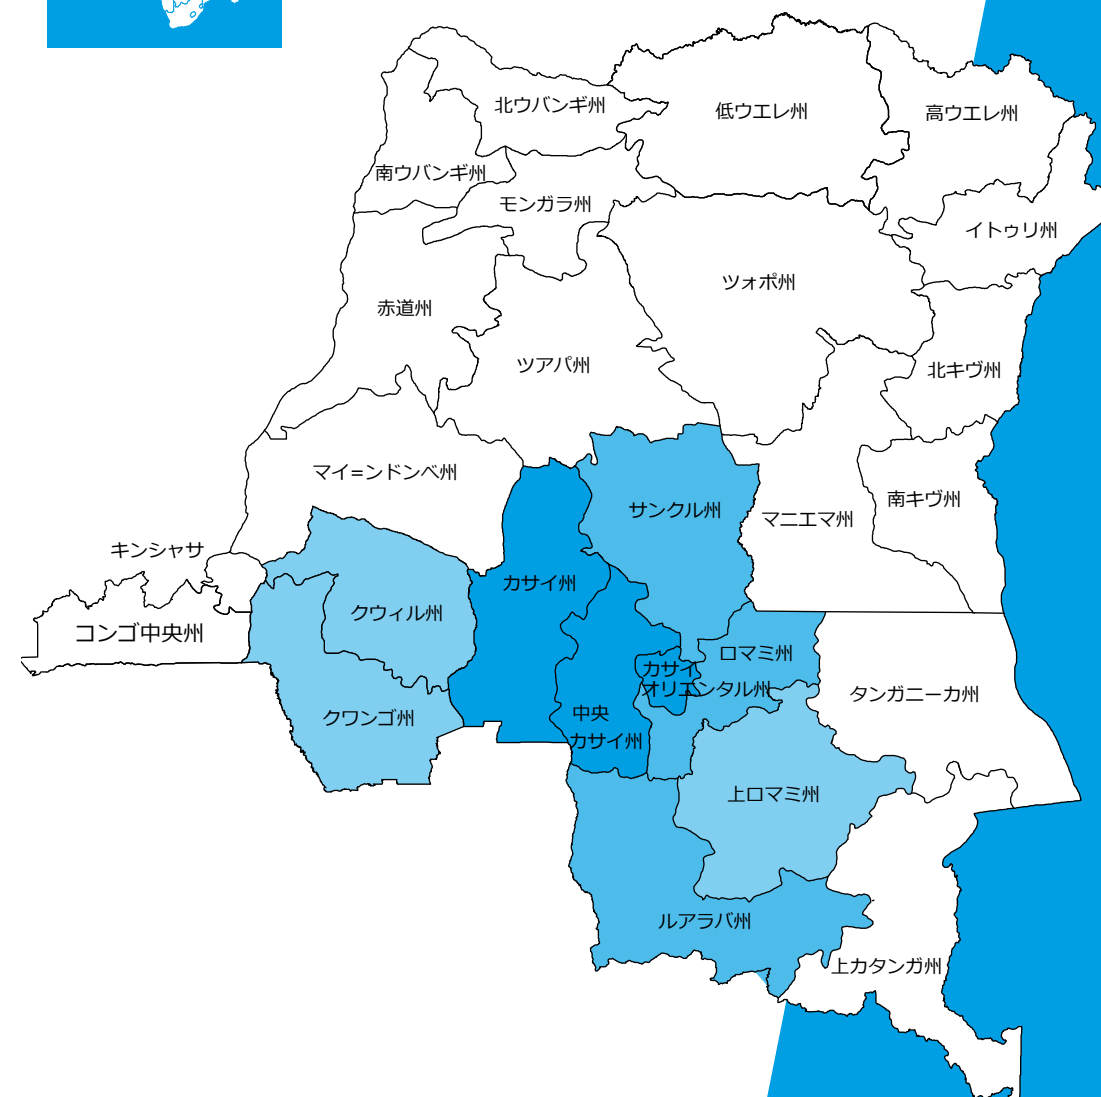 北ウバンギ州
低ウエレ州
高ウエレ州
南ウバンギ州
モンガラ州
イトゥリ州
ツォポ州
赤道州
ツアパ州
北キヴ州
マイ=ンドンベ州
サンクル州
マニエマ州
南キヴ州
キンシャサ
カサイ州
クウィル州
コンゴ中央州
ロマミ州
カサイ
オリエンタル州
タンガニーカ州
クワンゴ州
中央
カサイ州
上ロマミ州
ルアラバ州
上カタンガ州